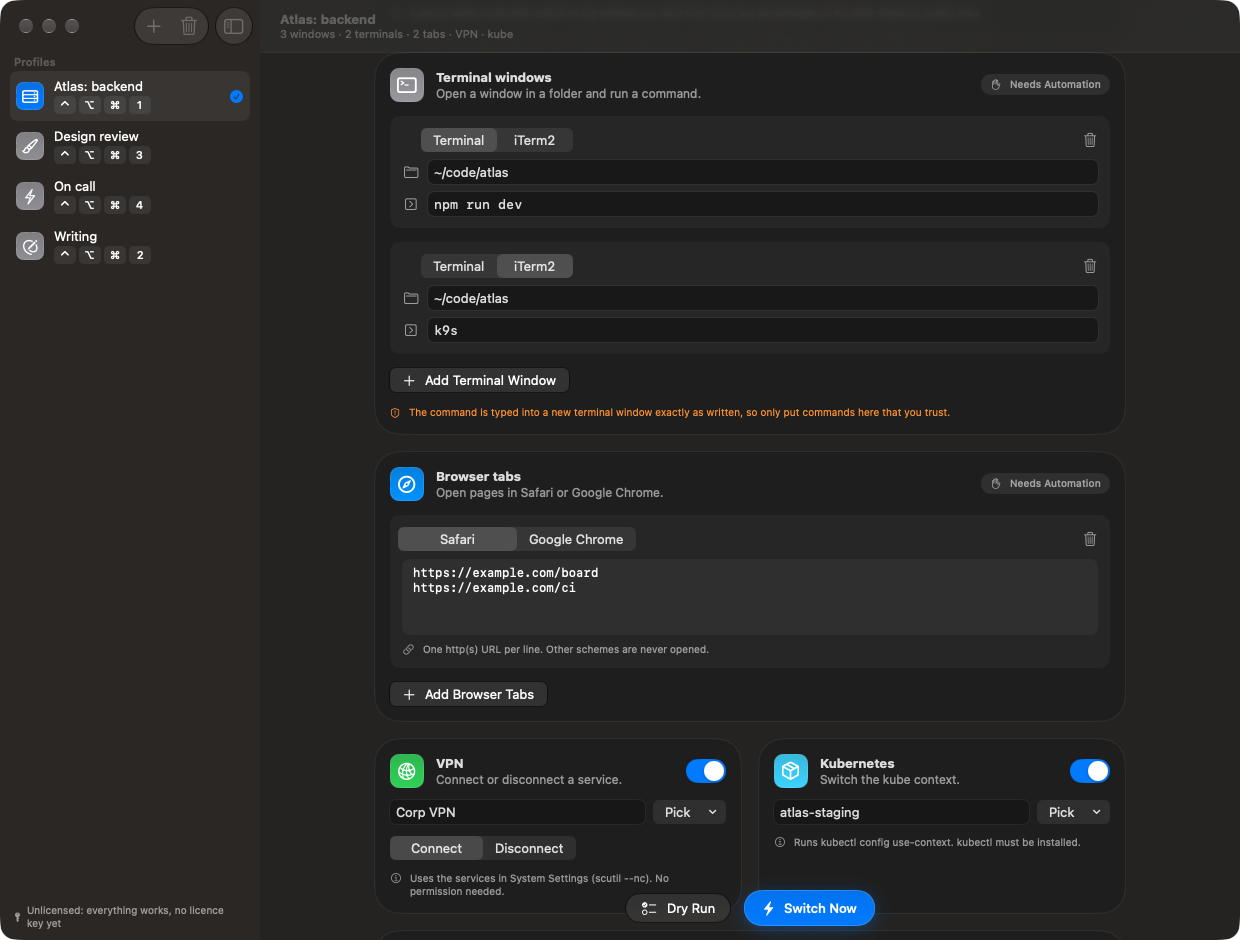 Profiles
Atlas: backend
^ ⌥ ⌘ 1
Design review
^ ⌥ ⌘ 3
On call
^ ⌥ ⌘ 4
Writing
^ ⌥ ⌘ 2
Unlicensed: everything works, no licence
key yet
Atlas: backend
3 windows · 2 terminals · 2 tabs · VPN · kube
Terminal windows
Open a window in a folder and run a command.
Needs Automation
Terminal iTerm2
~/code/atlas
npm run dev
Terminal iTerm2
~/code/atlas
k9s
+ Add Terminal Window
The command is typed into a new terminal window exactly as written, so only put commands here that you trust.
Browser tabs
Open pages in Safari or Google Chrome.
Needs Automation
Safari Google Chrome
https://example.com/board
https://example.com/ci
One http(s) URL per line. Other schemes are never opened.
+ Add Browser Tabs
VPN
Connect or disconnect a service.
Corp VPN Pick
Connect Disconnect
Uses the services in System Settings (scutil --nc). No
permission needed.
Kubernetes
Switch the kube context.
atlas-staging Pick
Runs kubectl config use-context. kubectl must be installed.
Dry Run
Switch Now